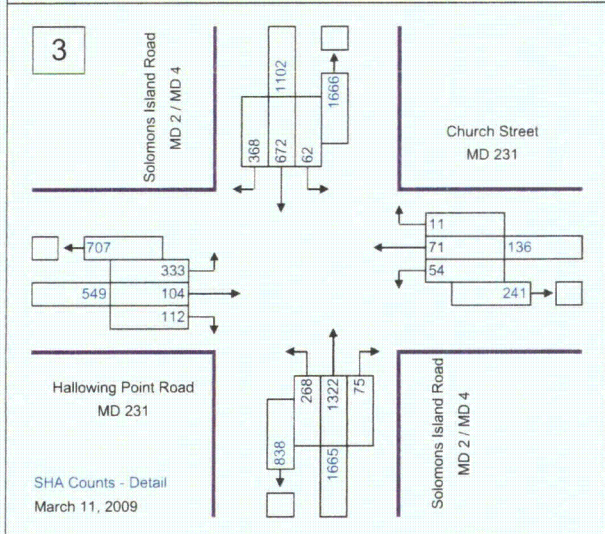 3
Solomons Island Road
MD 2 / MD 4
1102
1666
368
672
62
Church Street
MD 231
707
333
549
104
112
11
71
136
54
241
Hallowing Point Road
MD 231
268
1322
75
838
1665
Solomons Island Road
MD 2 / MD 4
SHA Counts - Detail
March 11, 2009